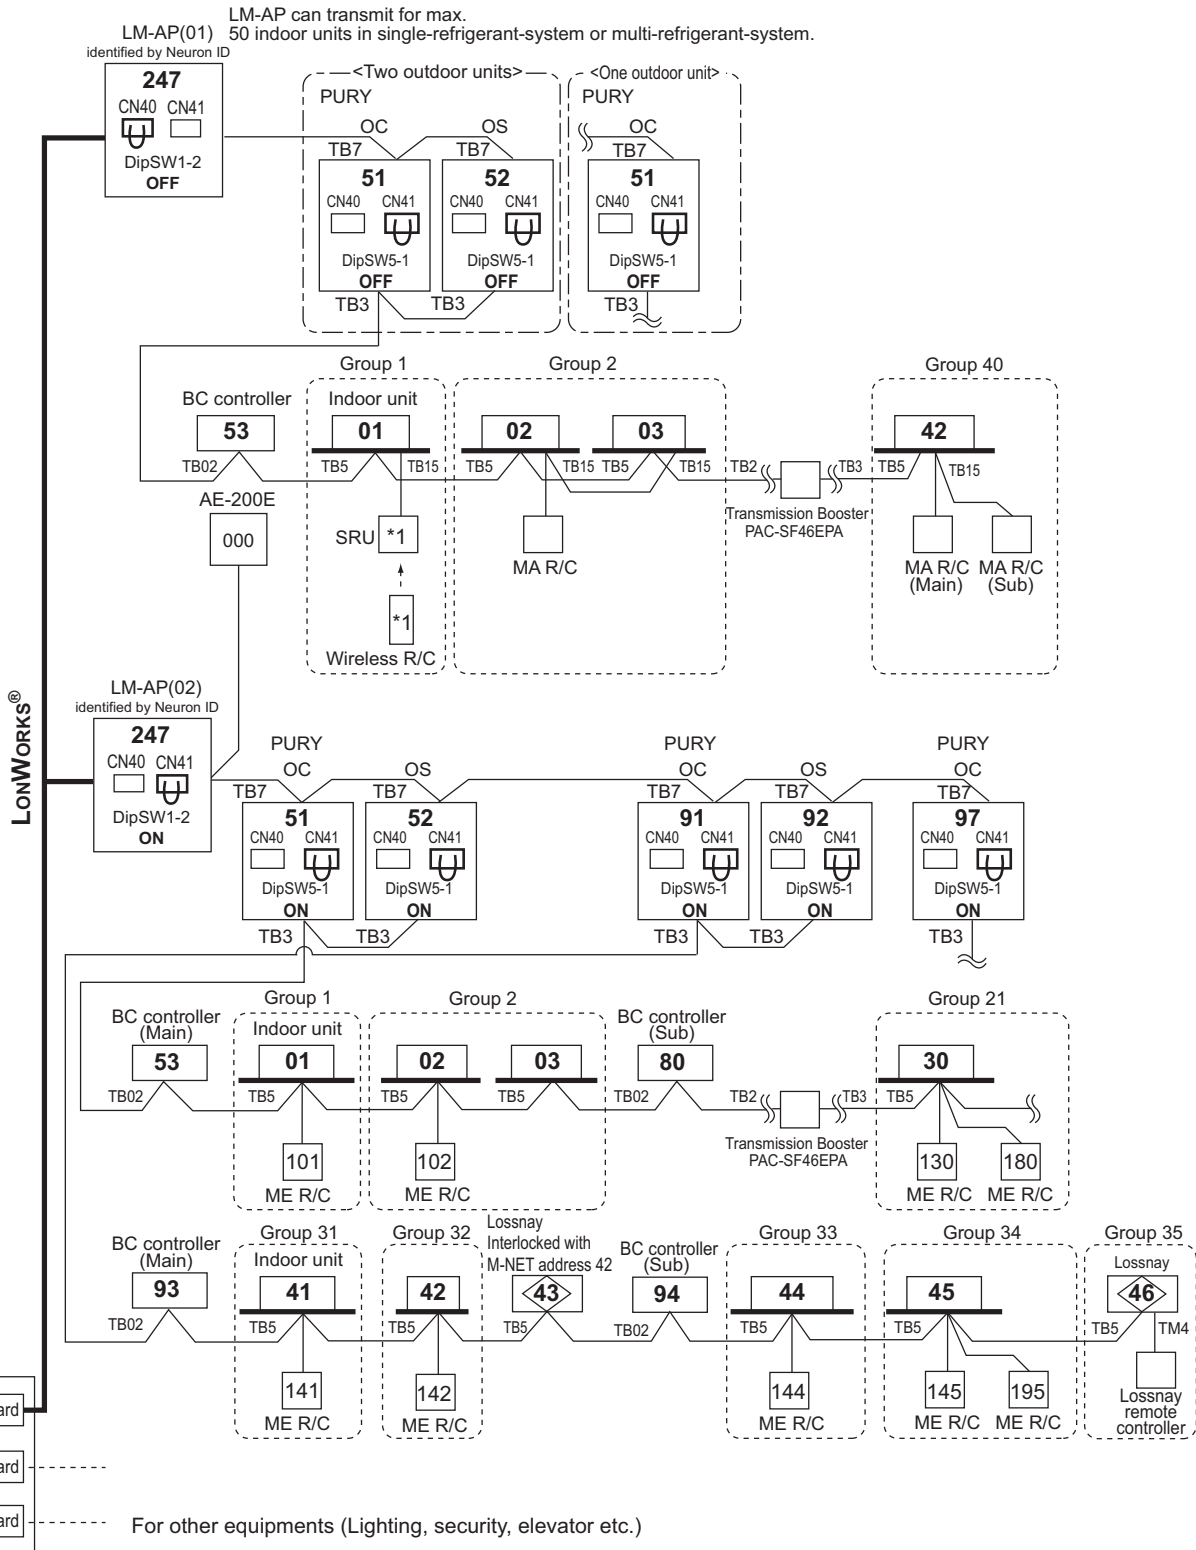 LM-AP can transmit for max.
50 indoor units in single-refrigerant-system or multi-refrigerant-system.
LM-AP(01)
identified by Neuron ID
247
CN40 CN41
DipSW1-2
OFF
<Two outdoor units>
PURY
OC OS
TB7 TB7
51 52
CN40 CN41 CN40 CN41
DipSW5-1 DipSW5-1
OFF OFF
TB3 TB3
<One outdoor unit>
PURY
OC
TB7
51
CN40 CN41
DipSW5-1
OFF
TB3
Group 1 Group 2 Group 40
BC controller Indoor unit
53 01 02 03 42
TB02 TB5 TB15 TB5 TB15 TB5 TB15 TB2 TB3 TB5 TB15
Transmission Booster
PAC-SF46EPA
AE-200E
000
SRU *1
*1
Wireless R/C
MA R/C
MA R/C MA R/C
(Main) (Sub)
LONWORKS®
LM-AP(02)
identified by Neuron ID
247
CN40 CN41
DipSW1-2
ON
PURY PURY PURY
OC OS OC OS OC
TB7 TB7 TB7 TB7 TB7
51 52 91 92 97
CN40 CN41 CN40 CN41 CN40 CN41 CN40 CN41 CN40 CN41
DipSW5-1 DipSW5-1 DipSW5-1 DipSW5-1 DipSW5-1
ON ON ON ON ON
TB3 TB3 TB3 TB3 TB3
Group 1 Group 2 Group 21
BC controller
(Main)
Indoor unit
BC controller
(Sub)
53 01 02 03 80 30
TB02 TB5 TB5 TB5 TB02 TB2 TB3 TB5
Transmission Booster
PAC-SF46EPA
101 102 130 180
ME R/C ME R/C ME R/C ME R/C
Group 31 Group 32
Lossnay
Interlocked with
M-NET address 42
Group 33 Group 34 Group 35
BC controller
(Main)
Indoor unit
BC controller
(Sub)
Lossnay
93 41 42 43 94 44 45 46
TB02 TB5 TB5 TB5 TB02 TB5 TB5 TB5 TM4
141 142 144 145 195
ME R/C ME R/C ME R/C ME R/C ME R/C
Lossnay
remote
controller
ard
ard
ard
For other equipments (Lighting, security, elevator etc.)